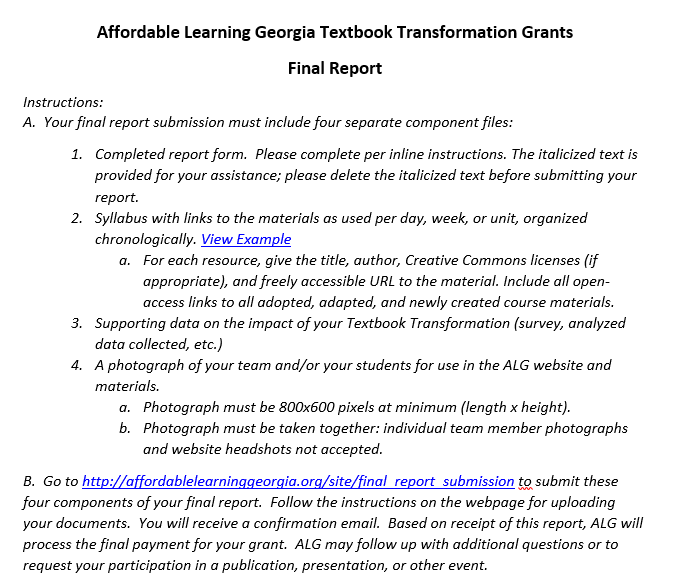 Affordable Learning Georgia Textbook Transformation Grants
Final Report
Instructions:
A.  Your final report submission must include four separate component files:
1.  Completed report form.  Please complete per inline instructions. The italicized text is
provided for your assistance; please delete the italicized text before submitting your
report.
2.  Syllabus with links to the materials as used per day, week, or unit, organized
chronologically. View Example
a.  For each resource, give the title, author, Creative Commons licenses (if
appropriate), and freely accessible URL to the material. Include all open-
access links to all adopted, adapted, and newly created course materials.
3.  Supporting data on the impact of your Textbook Transformation (survey, analyzed
data collected, etc.)
4.  A photograph of your team and/or your students for use in the ALG website and
materials.
a.  Photograph must be 800x600 pixels at minimum (length x height).
b.  Photograph must be taken together: individual team member photographs
and website headshots not accepted.
B.  Go to http://affordablelearninggeorgia.org/site/final_report_submission to submit these
four components of your final report.  Follow the instructions on the webpage for uploading
your documents.  You will receive a confirmation email.  Based on receipt of this report, ALG will
process the final payment for your grant.  ALG may follow up with additional questions or to
request your participation in a publication, presentation, or other event.